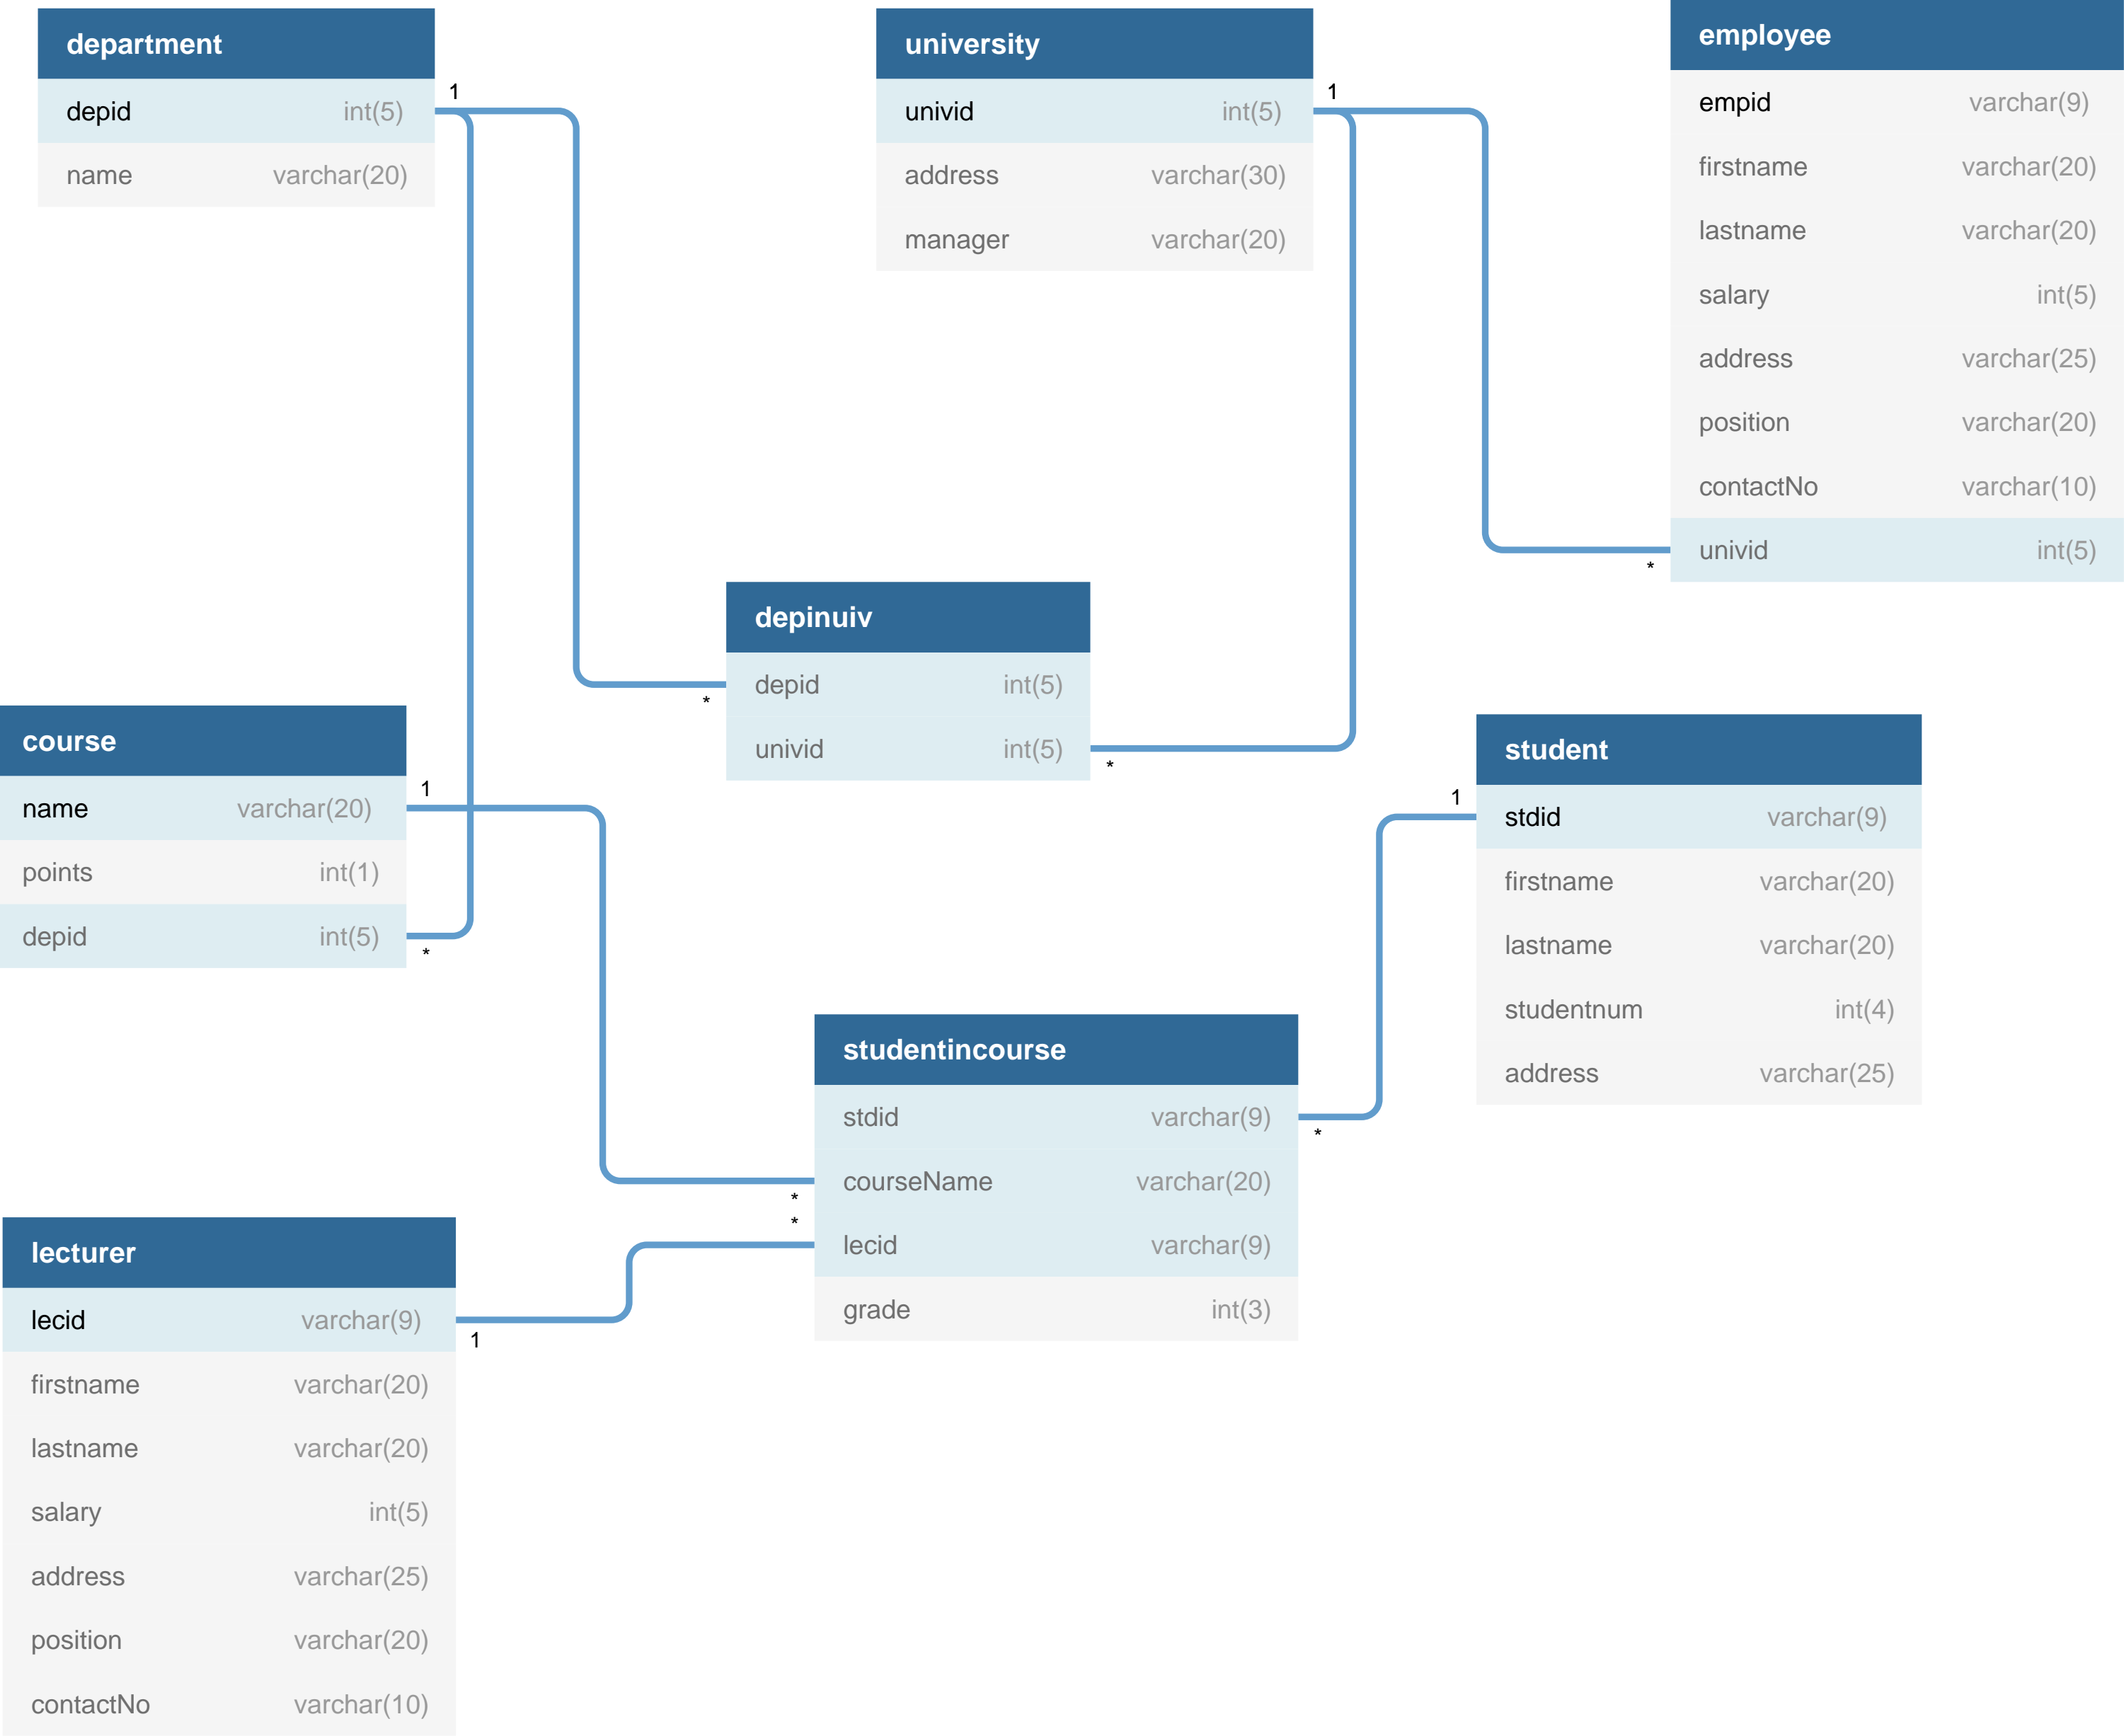 department
depid int(5)
name varchar(20)
1
university
univid int(5)
address varchar(30)
manager varchar(20)
1
employee
empid varchar(9)
firstname varchar(20)
lastname varchar(20)
salary int(5)
address varchar(25)
position varchar(20)
contactNo varchar(10)
univid int(5)
*
depinuiv
depid int(5)
univid int(5)
*
*
course
name varchar(20)
points int(1)
depid int(5)
1
*
student
stdid varchar(9)
firstname varchar(20)
lastname varchar(20)
studentnum int(4)
address varchar(25)
1
studentincourse
stdid varchar(9)
courseName varchar(20)
lecid varchar(9)
grade int(3)
*
*
*
lecturer
lecid varchar(9)
firstname varchar(20)
lastname varchar(20)
salary int(5)
address varchar(25)
position varchar(20)
contactNo varchar(10)
1